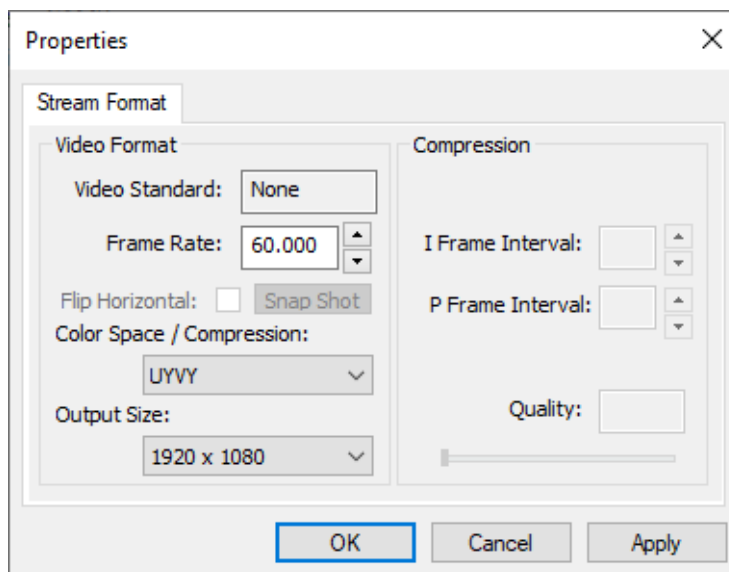 Properties
Stream Format
Video Format
Video Standard: None
Frame Rate: 60.000
Flip Horizontal: Snap Shot
Color Space / Compression:
UYVY
Output Size:
1920 x 1080
Compression
I Frame Interval:
P Frame Interval:
Quality:
OK Cancel Apply